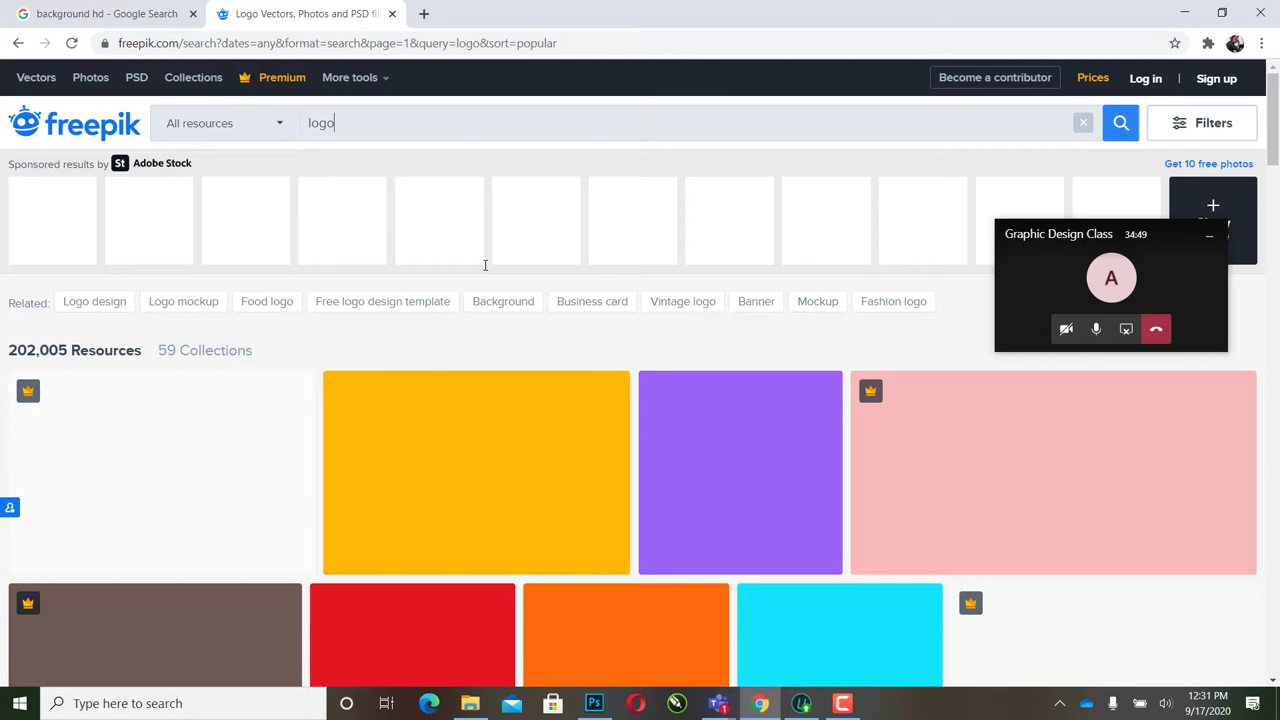 background hd - Google Search
Logo Vectors, Photos and PSD fil
freepik.com/search?dates=any&format=search&page=1&query=logo&sort=popular
Vectors Photos PSD Collections Premium More tools Become a contributor Prices Log in | Sign up
freepik All resources logo Filters
Sponsored results by St Adobe Stock Get 10 free photos
Graphic Design Class 34:49
A
Related: Logo design Logo mockup Food logo Free logo design template Background Business card Vintage logo Banner Mockup Fashion logo
202,005 Resources 59 Collections
Type here to search
Ps
12:31 PM
9/17/2020